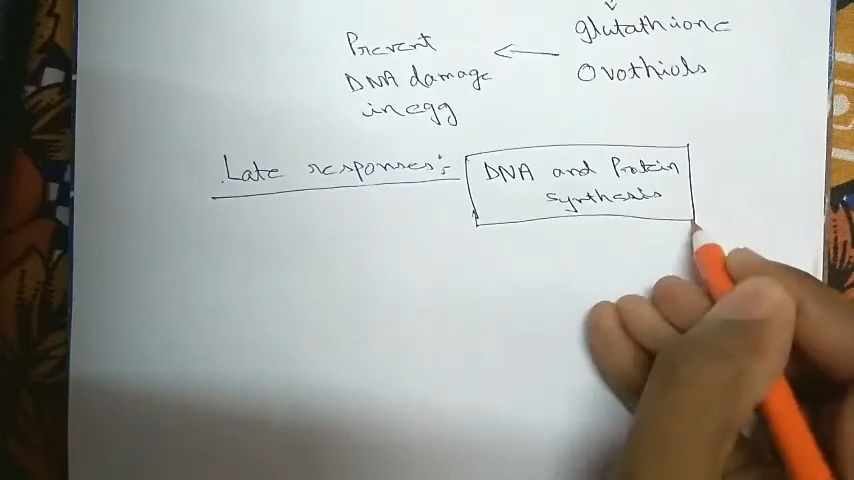 glutathione
Prevent
Ovothiols
DNA damage
in egg
Late responses:
DNA and Protein
synthesis